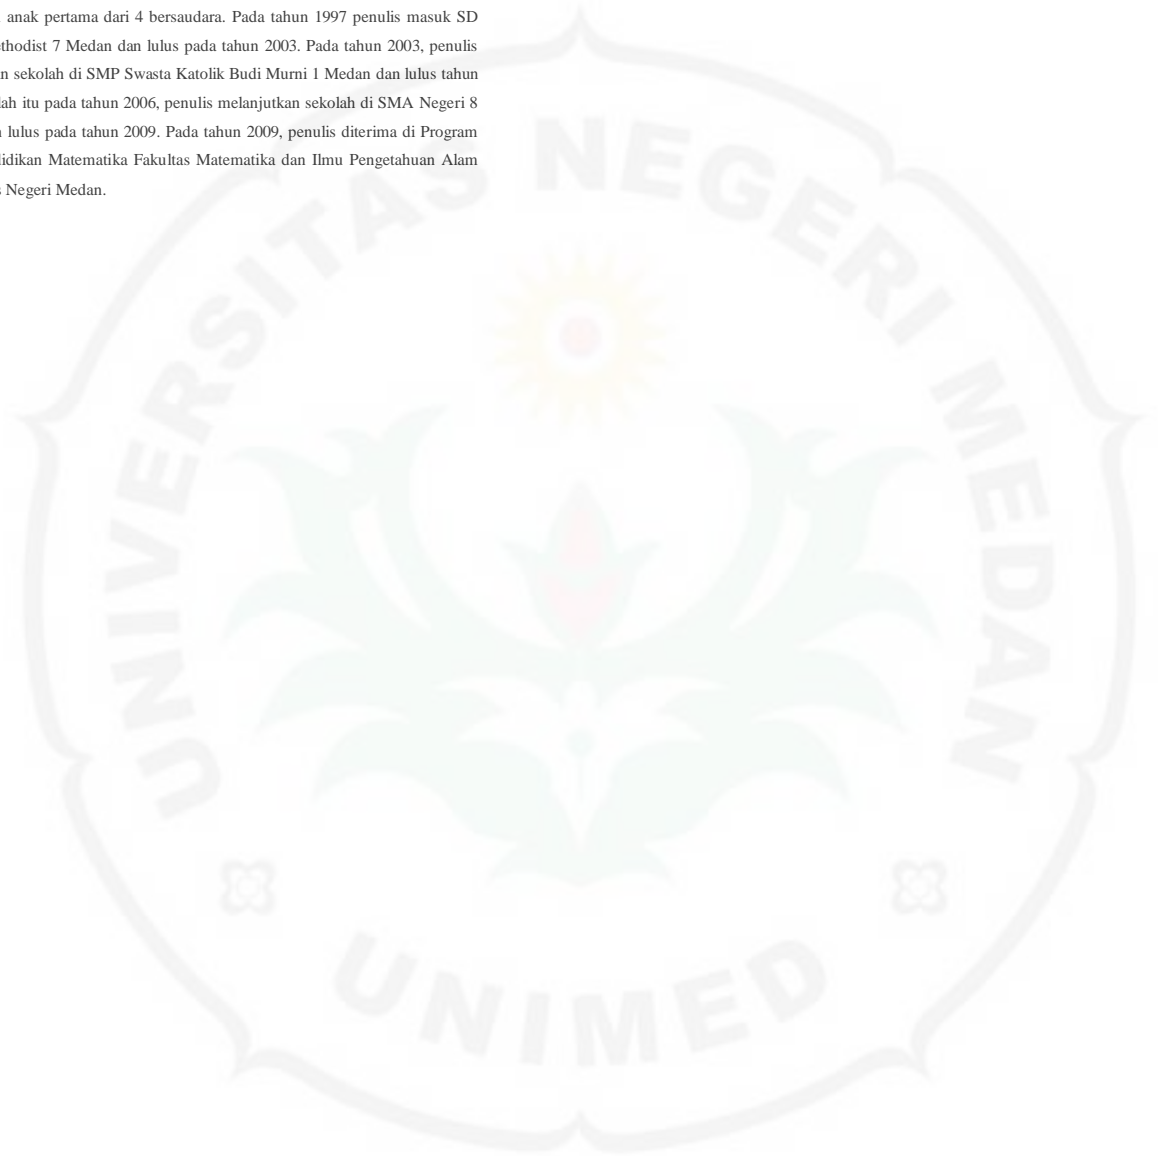 anak pertama dari 4 bersaudara. Pada tahun 1997 penulis masuk SD
thodist 7 Medan dan lulus pada tahun 2003. Pada tahun 2003, penulis
n sekolah di SMP Swasta Katolik Budi Murni 1 Medan dan lulus tahun
lah itu pada tahun 2006, penulis melanjutkan sekolah di SMA Negeri 8
lulus pada tahun 2009. Pada tahun 2009, penulis diterima di Program
didikan Matematika Fakultas Matematika dan Ilmu Pengetahuan Alam
s Negeri Medan.
UNIVERSITAS NEGERI MEDAN
UNIMED